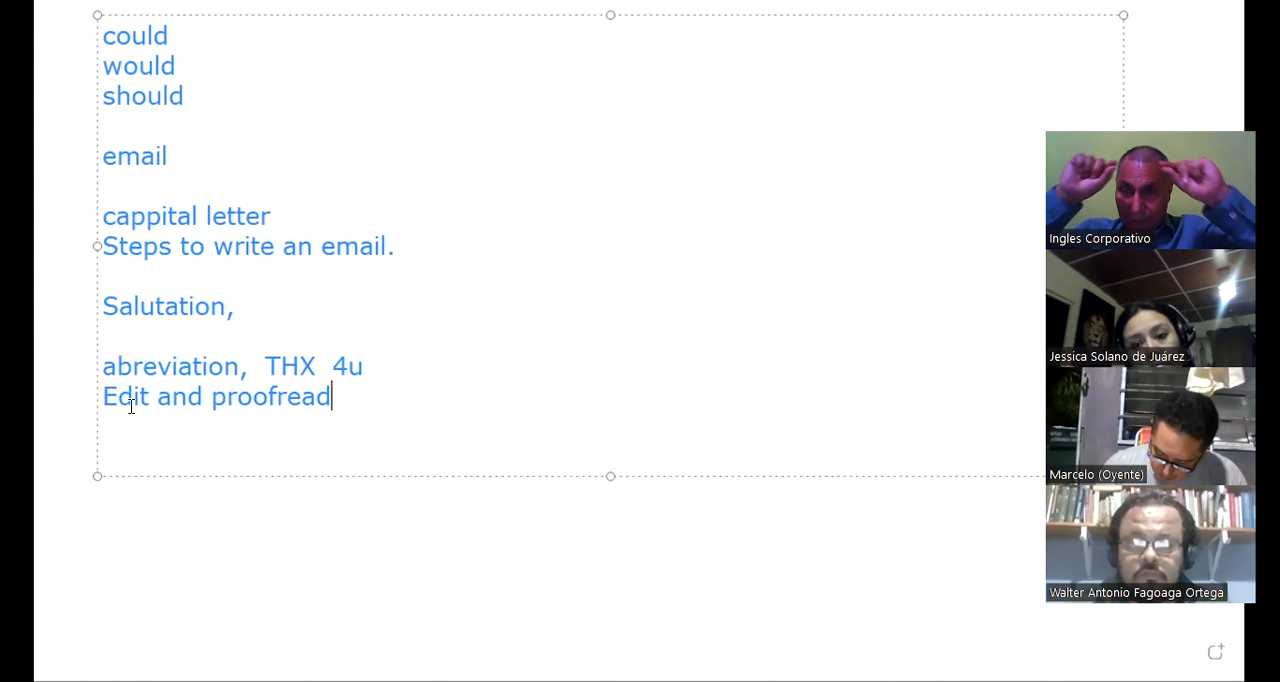 could
would
should
email
cappital letter
Steps to write an email.
Salutation,
abreviation,  THX  4u
Edit and proofread
Ingles Corporativo
Jessica Solano de Juárez
Marcelo (Oyente)
Walter Antonio Fagoaga Ortega